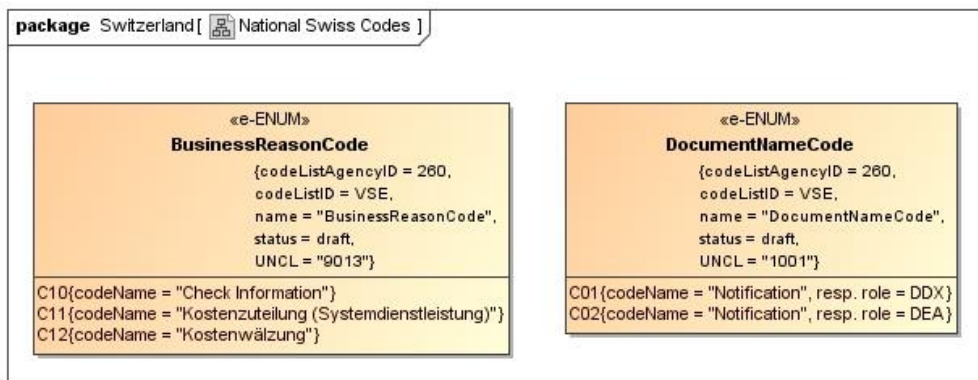 package Switzerland[ National Swiss Codes ]
«e-ENUM»
BusinessReasonCode
{codeListAgencyID = 260,
codeListID = VSE,
name = "BusinessReasonCode",
status = draft,
UNCL = "9013"}
C10{codeName = "Check Information"}
C11{codeName = "Kostenzuteilung (Systemdienstleistung)"}
C12{codeName = "Kostenwälzung"}
«e-ENUM»
DocumentNameCode
{codeListAgencyID = 260,
codeListID = VSE,
name = "DocumentNameCode",
status = draft,
UNCL = "1001"}
C01{codeName = "Notification", resp. role = DDX}
C02{codeName = "Notification", resp. role = DEA}